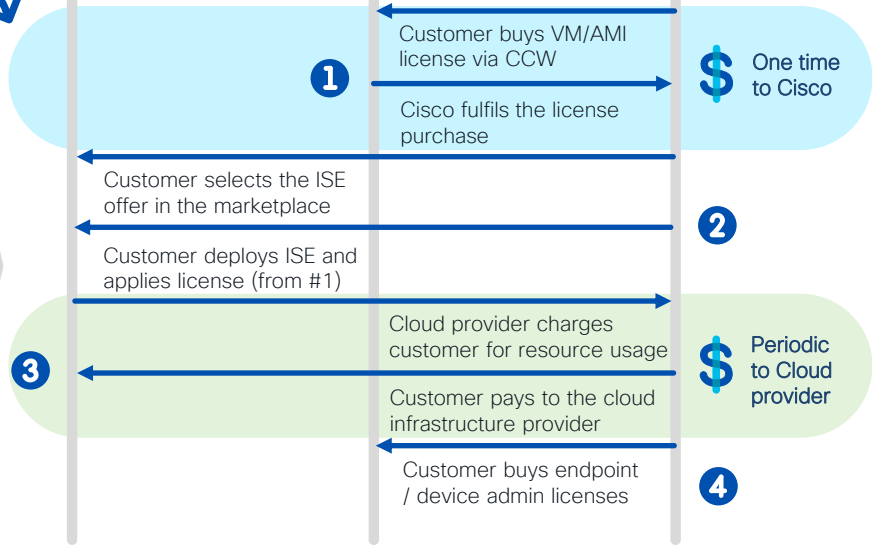 Customer buys VM/AMI
license via CCW
1
One time
to Cisco
Cisco fulfils the license
purchase
Customer selects the ISE
offer in the marketplace
2
Customer deploys ISE and
applies license (from #1)
Cloud provider charges
customer for resource usage
3
$
Periodic
to Cloud
provider
Customer pays to the cloud
infrastructure provider
Customer buys endpoint
/ device admin licenses
4